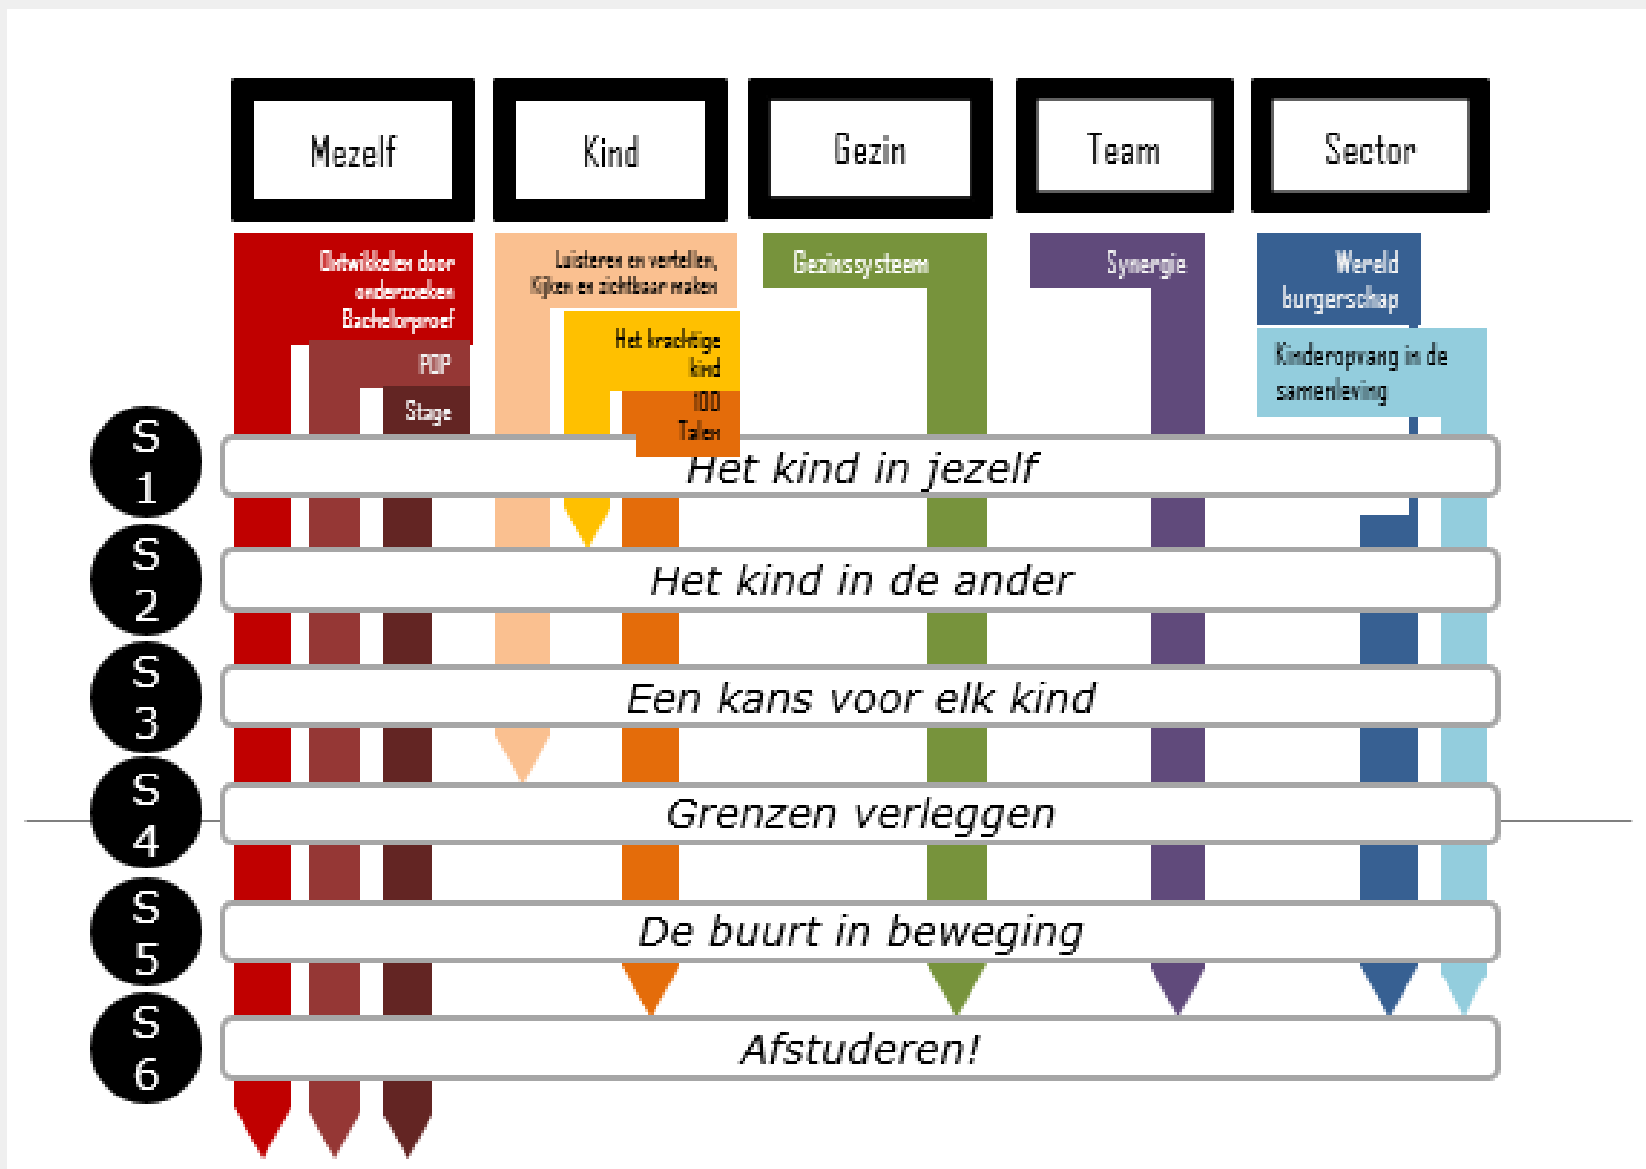 Mezelf
Kind
Gezin
Team
Sector
Ontwikkelen door
onderzoeken
Bachelorproef
POP
Stage
Luisteren en vertellen,
Kijken en zichtbaar maken
Het krachtige
kind
100
Talen
Gezinssysteem
Synergie
Wereld
burgerschap
Kinderopvang in de
samenleving
S
1
Het kind in jezelf
S
2
Het kind in de ander
S
3
Een kans voor elk kind
S
4
Grenzen verleggen
S
5
De buurt in beweging
S
6
Afstuderen!